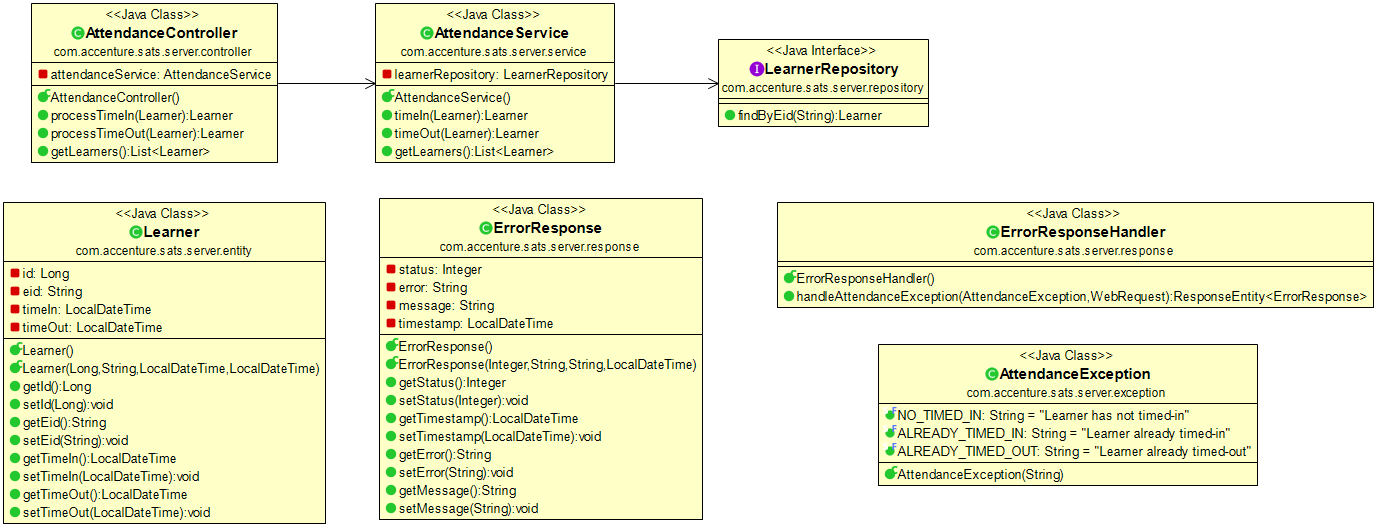 <<Java Class>>
AttendanceController
com.accenture.sats.server.controller
attendanceService: AttendanceService
AttendanceController()
processTimeIn(Learner):Learner
processTimeOut(Learner):Learner
getLearners():List<Learner>
<<Java Class>>
AttendanceService
com.accenture.sats.server.service
learnerRepository: LearnerRepository
AttendanceService()
timeIn(Learner):Learner
timeOut(Learner):Learner
getLearners():List<Learner>
<<Java Interface>>
LearnerRepository
com.accenture.sats.server.repository
findByEid(String):Learner
<<Java Class>>
Learner
com.accenture.sats.server.entity
id: Long
eid: String
timeIn: LocalDateTime
timeOut: LocalDateTime
Learner()
Learner(Long,String,LocalDateTime,LocalDateTime)
getId():Long
setId(Long):void
getEid():String
setEid(String):void
getTimeIn():LocalDateTime
setTimeIn(LocalDateTime):void
getTimeOut():LocalDateTime
setTimeOut(LocalDateTime):void
<<Java Class>>
ErrorResponse
com.accenture.sats.server.response
status: Integer
error: String
message: String
timestamp: LocalDateTime
ErrorResponse()
ErrorResponse(Integer,String,String,LocalDateTime)
getStatus():Integer
setStatus(Integer):void
getTimestamp():LocalDateTime
setTimestamp(LocalDateTime):void
getError():String
setError(String):void
getMessage():String
setMessage(String):void
<<Java Class>>
ErrorResponseHandler
com.accenture.sats.server.response
ErrorResponseHandler()
handleAttendanceException(AttendanceException,WebRequest):ResponseEntity<ErrorResponse>
<<Java Class>>
AttendanceException
com.accenture.sats.server.exception
NO_TIMED_IN: String = "Learner has not timed-in"
ALREADY_TIMED_IN: String = "Learner already timed-in"
ALREADY_TIMED_OUT: String = "Learner already timed-out"
AttendanceException(String)